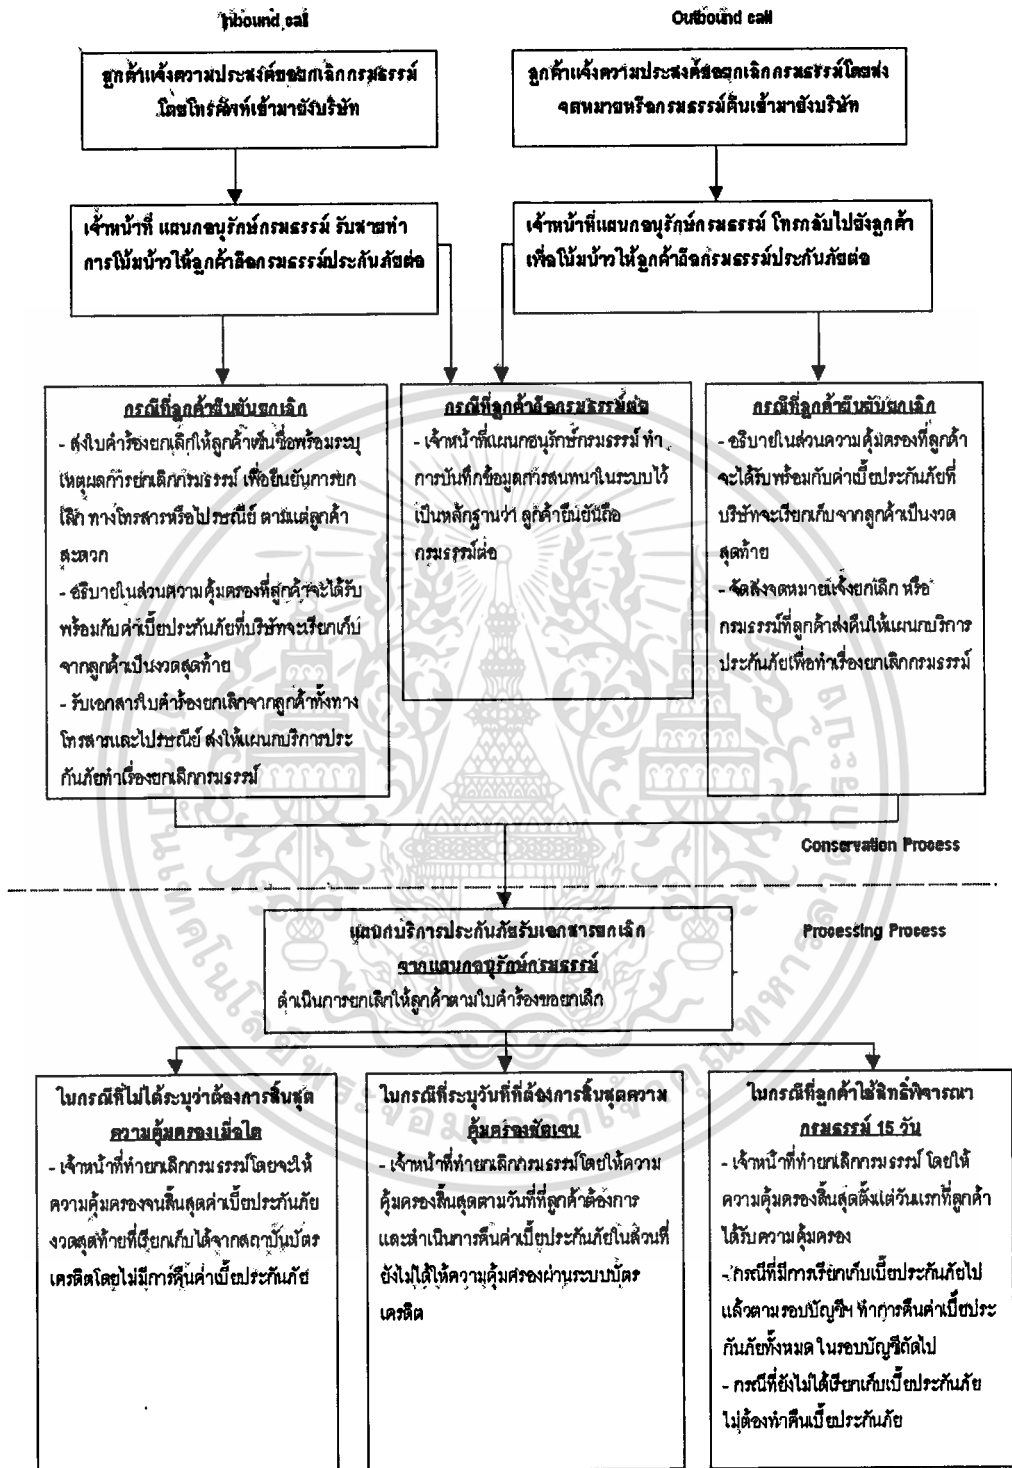 Inbound call
Outbound call
ลูกค้าแจ้งความประสงค์ขอยกเลิกกรมธรรม์
โดยโทรศัพท์เข้ามายังบริษัท
ลูกค้าแจ้งความประสงค์ขอยกเลิกกรมธรรม์โดยส่ง
จดหมายหรือกรมธรรม์คืนเข้ามายังบริษัท
เจ้าหน้าที่ แผนกอนุรักษ์กรมธรรม์ รับสายทำ
การโน้มน้าวให้ลูกค้าถือกรมธรรม์ประกันภัยต่อ
เจ้าหน้าที่แผนกอนุรักษ์กรมธรรม์ โทรกลับไปยังลูกค้า
เพื่อโน้มน้าวให้ลูกค้าถือกรมธรรม์ประกันภัยต่อ
กรณีที่ลูกค้ายืนยันยกเลิก
- ส่งใบคำร้องยกเลิกให้ลูกค้าเซ็นชื่อพร้อมระบุ
เหตุผลการยกเลิกกรมธรรม์ เพื่อยืนยันการยก
เลิก ทางโทรสารหรือไปรษณีย์ ตามแต่ลูกค้า
สะดวก
- อธิบายในส่วนความคุ้มครองที่ลูกค้าจะได้รับ
พร้อมกับค่าเบี้ยประกันภัยที่บริษัทจะเรียกเก็บ
จากลูกค้าเป็นงวดสุดท้าย
- รับเอกสารใบคำร้องยกเลิกจากลูกค้าทั้งทาง
โทรสารและไปรษณีย์ ส่งให้แผนกบริการประ
กันภัยทำเรื่องยกเลิกกรมธรรม์
กรณีที่ลูกค้าถือกรมธรรม์ต่อ
- เจ้าหน้าที่แผนกอนุรักษ์กรมธรรม์ ทำ
การบันทึกข้อมูลการสนทนาในระบบไว้
เป็นหลักฐานว่า ลูกค้ายืนยันถือ
กรมธรรม์ต่อ
กรณีที่ลูกค้ายืนยันยกเลิก
- อธิบายในส่วนความคุ้มครองที่ลูกค้า
จะได้รับพร้อมกับค่าเบี้ยประกันภัยที่
บริษัทจะเรียกเก็บจากลูกค้าเป็นงวด
สุดท้าย
- จัดส่งจดหมายแจ้งยกเลิก หรือ
กรมธรรม์ที่ลูกค้าส่งคืนให้แผนกบริการ
ประกันภัยเพื่อทำเรื่องยกเลิกกรมธรรม์
Conservation Process
Processing Process
แผนกบริการประกันภัยรับเอกสารยกเลิก
จากแผนกอนุรักษ์กรมธรรม์
ดำเนินการยกเลิกให้ลูกค้าตามใบคำร้องขอยกเลิก
ในกรณีที่ไม่ได้ระบุว่าต้องการสิ้นสุด
ความคุ้มครองเมื่อใด
- เจ้าหน้าที่ทำยกเลิกกรมธรรม์โดยจะให้
ความคุ้มครองจนสิ้นสุดค่าเบี้ยประกันภัย
งวดสุดท้ายที่เรียกเก็บได้จากสถาบันบัตร
เครดิตโดยไม่มีการคืนค่าเบี้ยประกันภัย
ในกรณีที่ระบุวันที่ที่ต้องการสิ้นสุดความ
คุ้มครองชัดเจน
- เจ้าหน้าที่ทำยกเลิกกรมธรรม์โดยให้ความ
คุ้มครองสิ้นสุดตามวันที่ที่ลูกค้าต้องการ
และดำเนินการคืนค่าเบี้ยประกันภัยในส่วนที่
ยังไม่ได้ให้ความคุ้มครองผ่านระบบบัตร
เครดิต
ในกรณีที่ลูกค้าใช้สิทธิ์พิจารณา
กรมธรรม์ 15 วัน
- เจ้าหน้าที่ทำยกเลิกกรมธรรม์ โดยให้
ความคุ้มครองสิ้นสุดตั้งแต่วันแรกที่ลูกค้า
ได้รับความคุ้มครอง
- กรณีที่มีการเรียกเก็บเบี้ยประกันภัยไป
แล้วตามรอบบัญชีฯ ทำการคืนค่าเบี้ยประ
กันภัยทั้งหมด ในรอบบัญชีถัดไป
- กรณีที่ยังไม่ได้เรียกเก็บเบี้ยประกันภัย
ไม่ต้องทำคืนเบี้ยประกันภัย